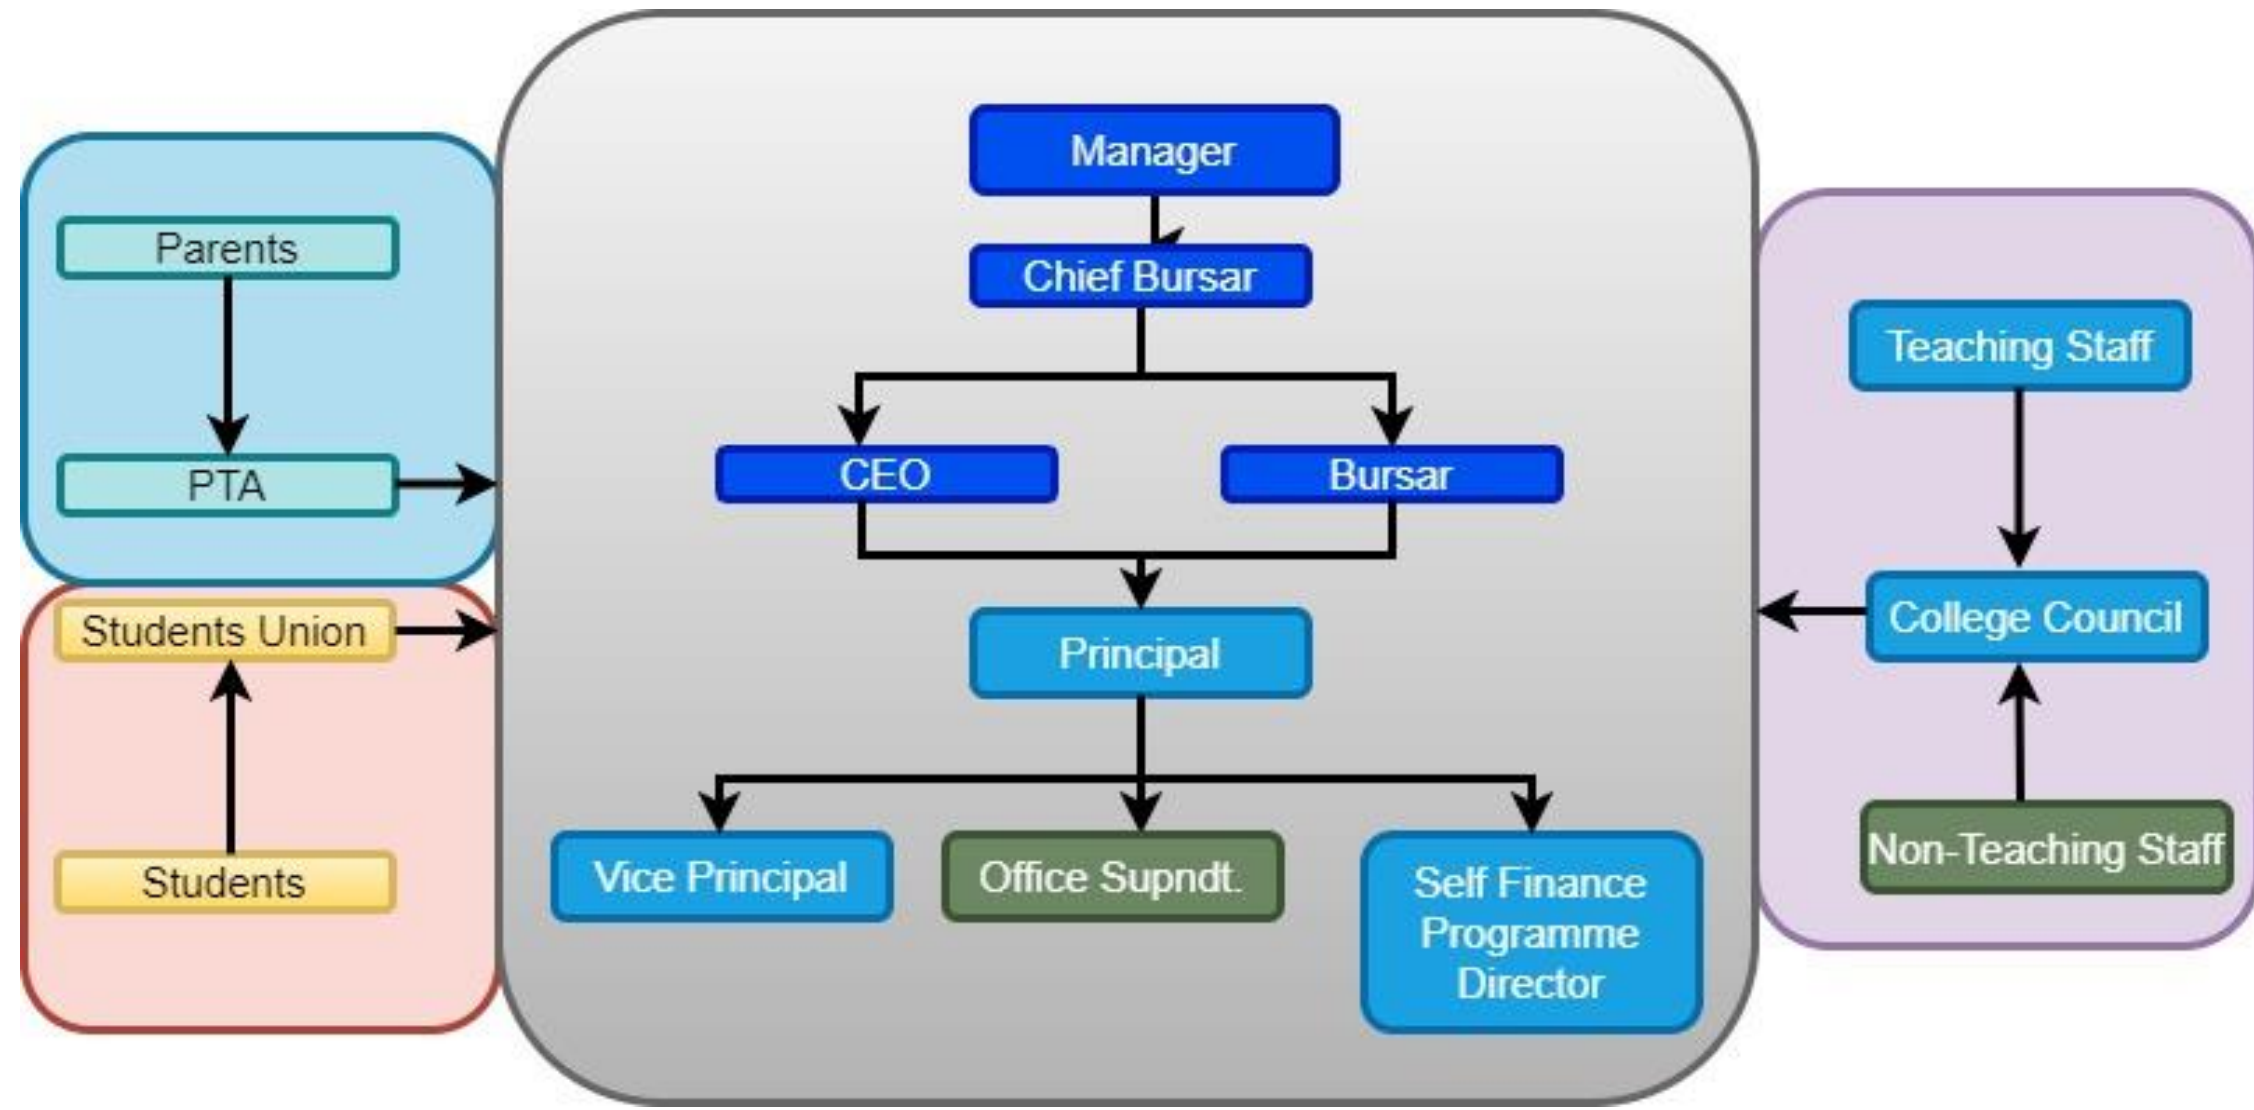 Manager
Chief Bursar
CEO
Bursar
Principal
Vice Principal
Office Supndt.
Self Finance
Programme
Director
Parents
PTA
Students Union
Students
Teaching Staff
College Council
Non-Teaching Staff